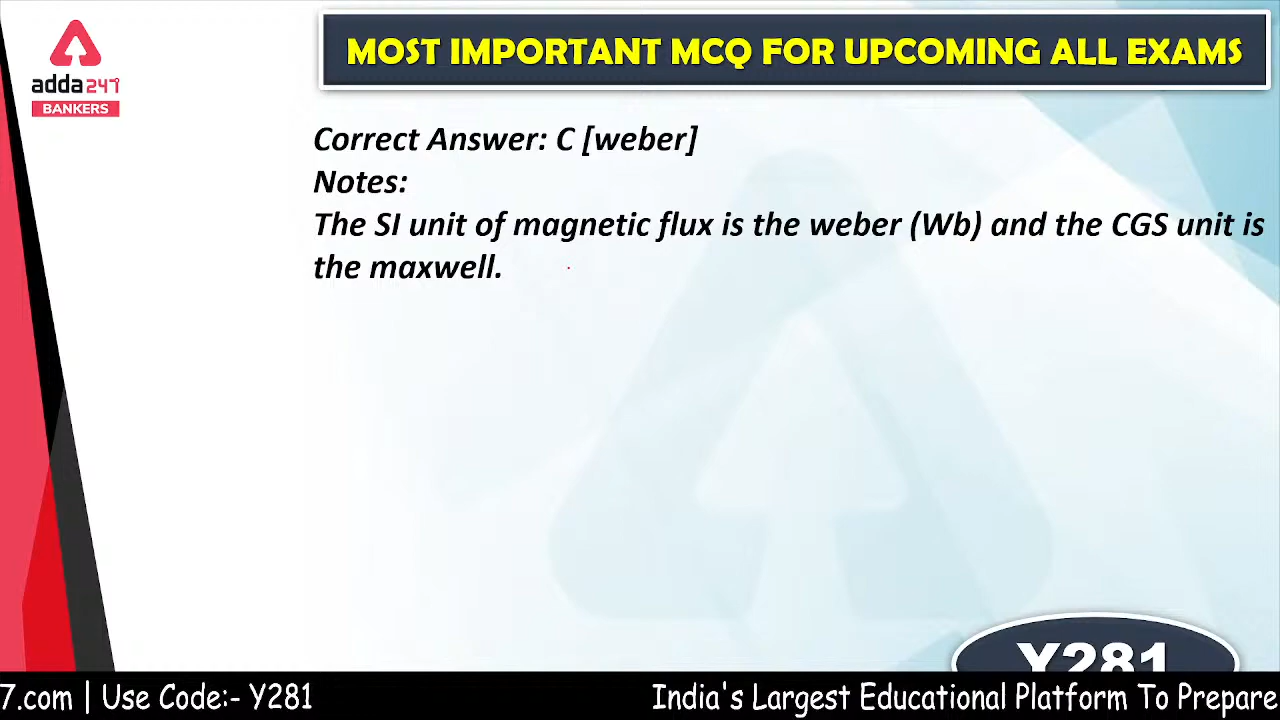 adda247
BANKERS
MOST IMPORTANT MCQ FOR UPCOMING ALL EXAMS
Correct Answer: C [weber]
Notes:
The SI unit of magnetic flux is the weber (Wb) and the CGS unit is
the maxwell.
Y281
7.com | Use Code:- Y281
India's Largest Educational Platform To Prepare